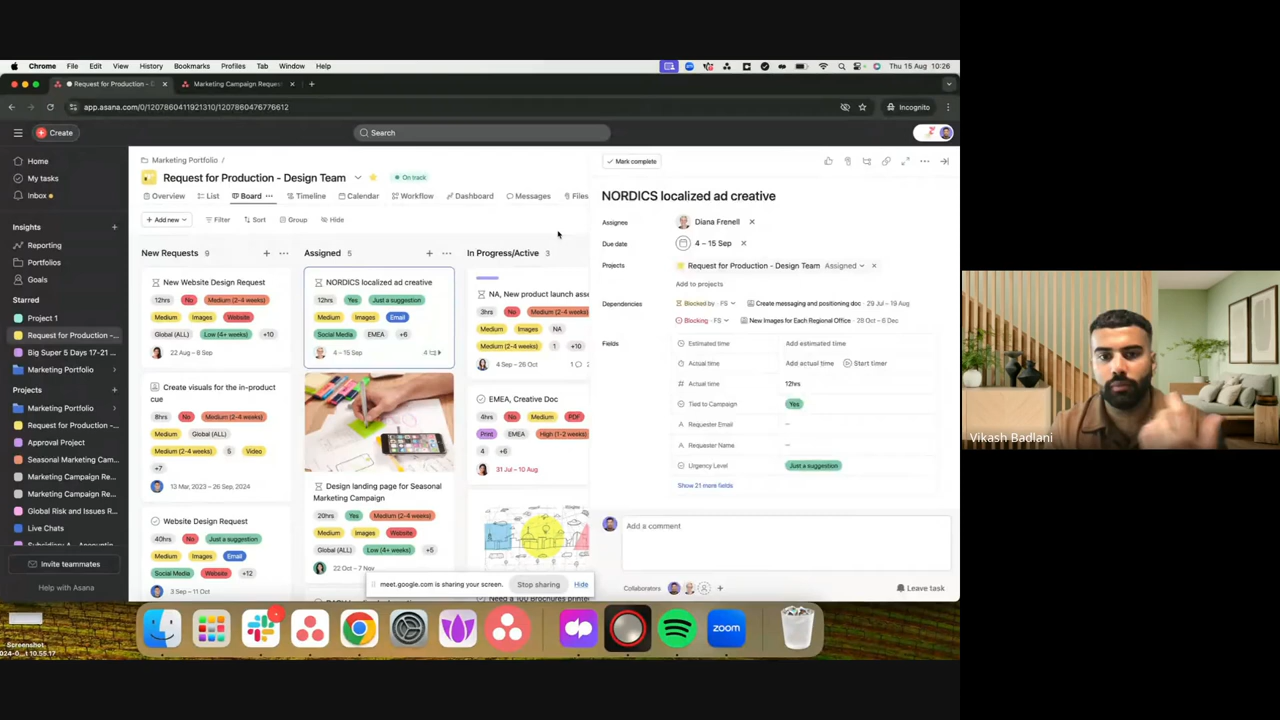 Chrome File Edit View History Bookmarks Profiles Tab Window Help Thu 15 Aug 10:26
Request for Production - Marketing Campaign Reques
app.asana.com/0/1207860411921310/1207860476776612 Incognito
Create Search
Home
My tasks
Inbox
Insights
Reporting
Portfolios
Goals
Starred
Project 1
Request for Production -...
Big Super 5 Days 17-21 ...
Marketing Portfolio
Projects
Marketing Portfolio
Request for Production -...
Approval Project
Seasonal Marketing Cam...
Marketing Campaign Re...
Marketing Campaign Re...
Global Risk and Issues R...
Live Chats
Invite teammates
Help with Asana
Marketing Portfolio /
Request for Production - Design Team On track
Overview List Board Timeline Calendar Workflow Dashboard Messages Files
Add new Filter Sort Group Hide
New Requests 9
New Website Design Request
12hrs No Medium (2-4 weeks)
Medium Images Website
Global (ALL) Low (4+ weeks) +10
22 Aug – 6 Sep
Create visuals for the in-product
cue
8hrs No Medium (2-4 weeks)
Medium Global (ALL)
Medium (2-4 weeks) 5 Video
+7
13 Mar, 2023 – 26 Sep, 2024
Website Design Request
40hrs No Just a suggestion
Medium Images Email
Social Media Website +12
3 Sep – 11 Oct
Assigned 5
NORDICS localized ad creative
12hrs Yes Just a suggestion
Medium Images Email
Social Media EMEA +6
4 – 15 Sep 4
Design landing page for Seasonal
Marketing Campaign
20hrs Yes Medium (2-4 weeks)
Medium Images Website
Global (ALL) Low (4+ weeks) +5
22 Oct – 7 Nov
In Progress/Active 3
NA, New product launch asse
3hrs No Medium (2-4 week
Medium Images NA
Medium (2-4 weeks) 1 +10
4 Sep – 26 Oct 1
EMEA, Creative Doc
4hrs No Medium PDF
Print EMEA High (1-2 weeks)
4 +6
31 Jul – 10 Aug
meet.google.com is sharing your screen. Stop sharing Hide
Mark complete
NORDICS localized ad creative
Assignee Diana Frenell
Due date 4 – 15 Sep
Projects Request for Production - Design Team Assigned
Add to projects
Dependencies Blocked by · FS Create messaging and positioning doc 29 Jul – 19 Aug
Blocking · FS New Images for Each Regional Office 28 Oct – 6 Dec
Fields Estimated time Add estimated time
Actual time Add actual time Start timer
Actual time 12hrs
Tied to Campaign Yes
Requester Email –
Requester Name –
Urgency Level Just a suggestion
Show 21 more fields
Add a comment
Collaborators Leave task
zoom
Screenshot
10.55.17
Vikash Badlani